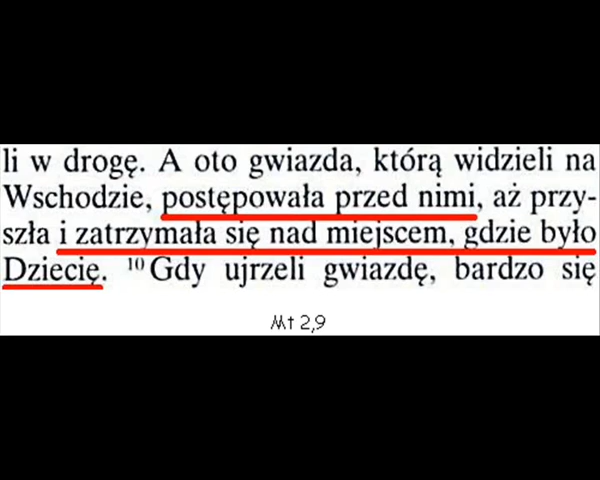 li w drogę. A oto gwiazda, którą widzieli na
Wschodzie, postępowała przed nimi, aż przy-
szła i zatrzymała się nad miejscem, gdzie było
Dziecię. ¹⁰ Gdy ujrzeli gwiazdę, bardzo się
Mt 2,9